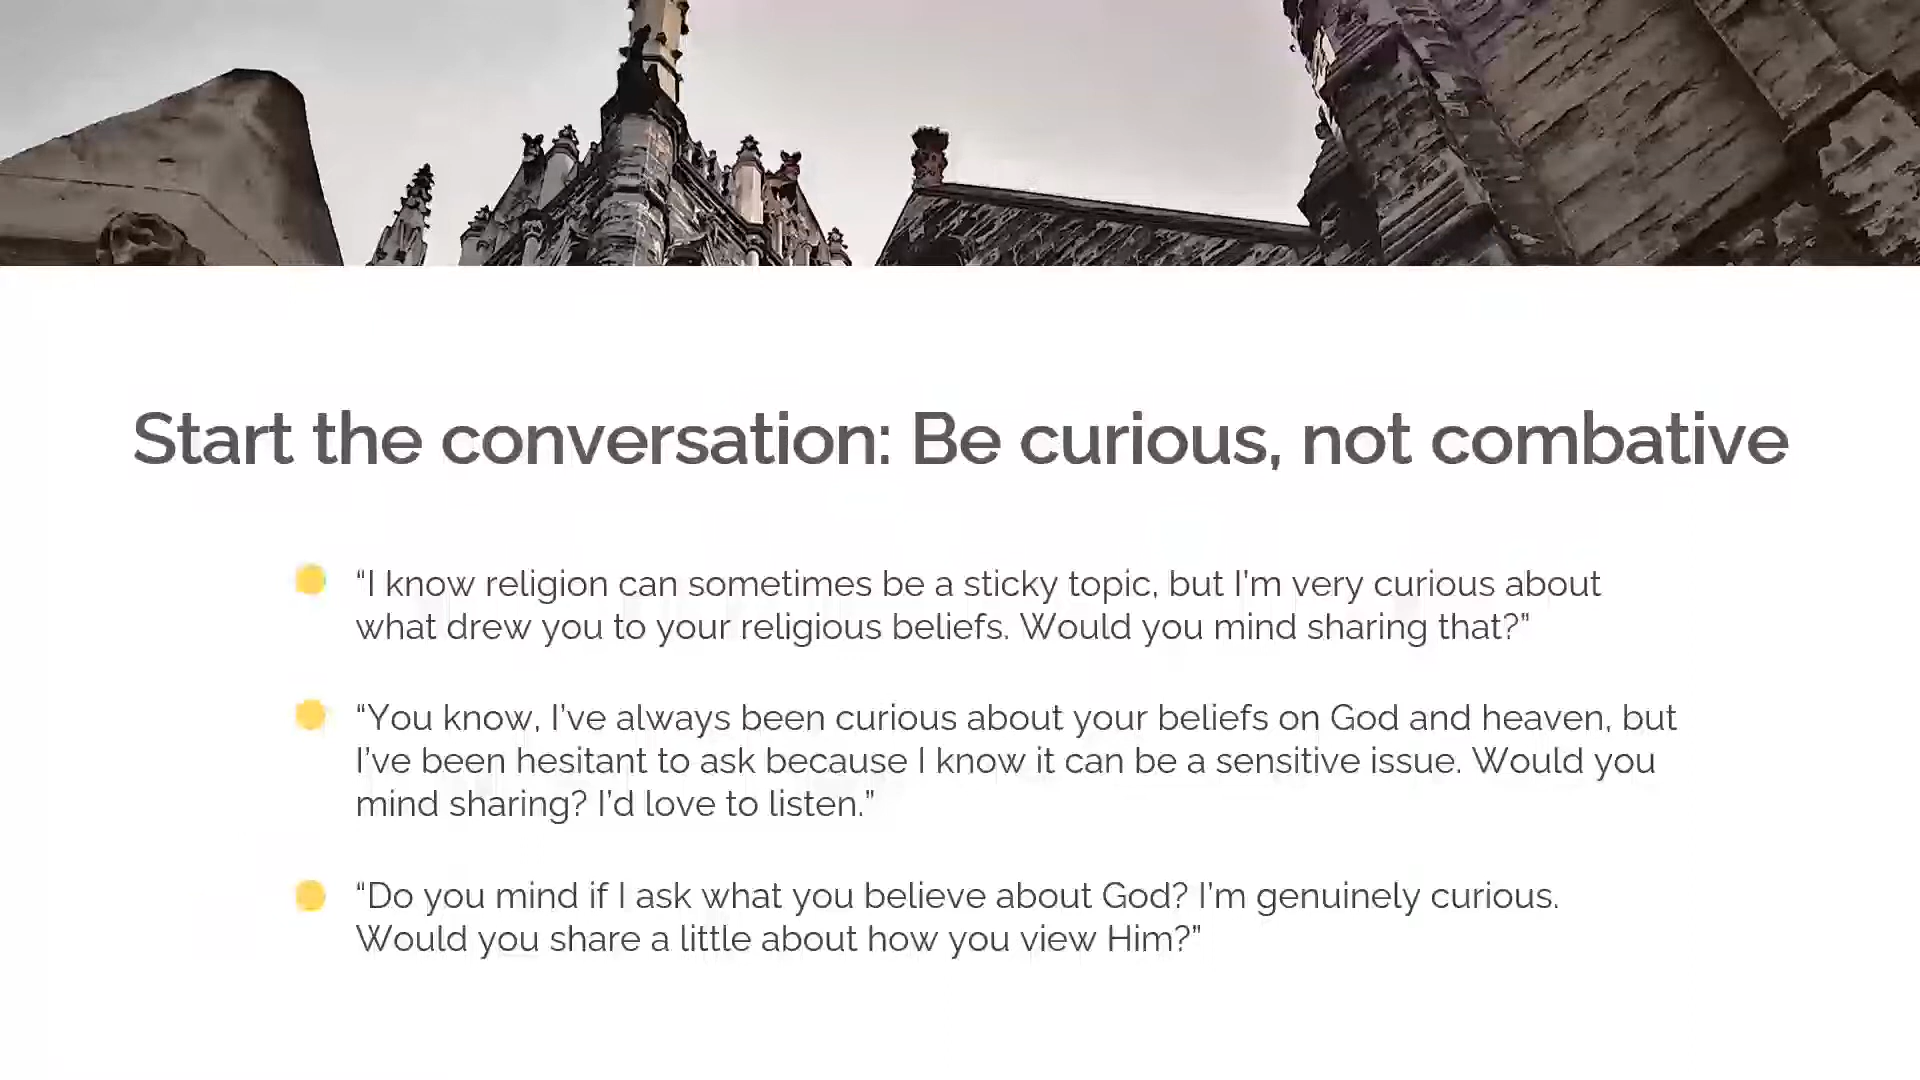 Start the conversation: Be curious, not combative
“I know religion can sometimes be a sticky topic, but I’m very curious about
what drew you to your religious beliefs. Would you mind sharing that?”
“You know, I’ve always been curious about your beliefs on God and heaven, but
I’ve been hesitant to ask because I know it can be a sensitive issue. Would you
mind sharing? I’d love to listen.”
“Do you mind if I ask what you believe about God? I’m genuinely curious.
Would you share a little about how you view Him?”